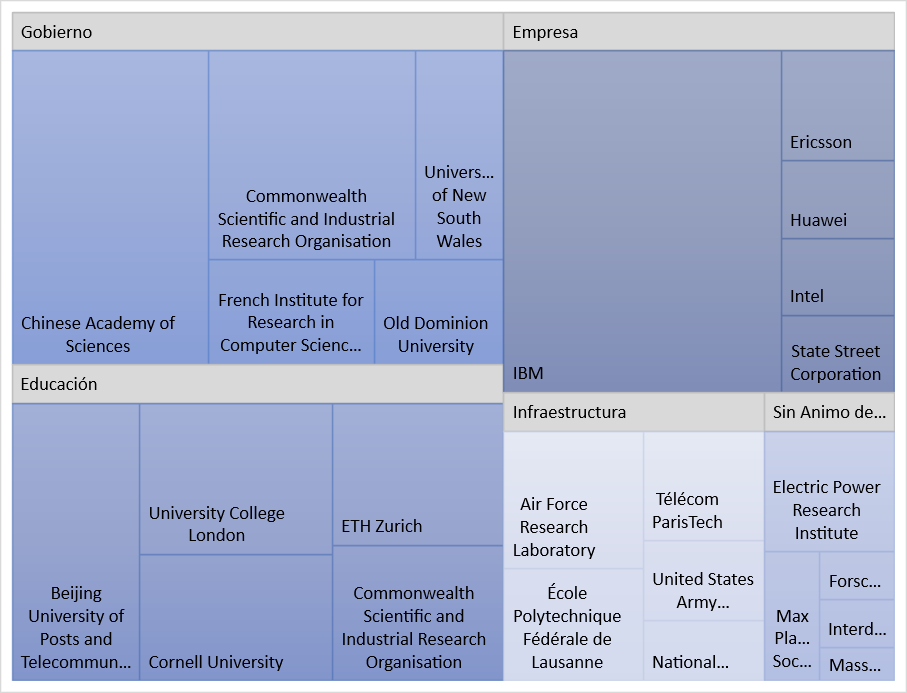 Gobierno
Chinese Academy of
Sciences
Commonwealth
Scientific and Industrial
Research Organisation
Univers...
of New
South
Wales
French Institute for
Research in
Computer Scienc...
Old Dominion
University
Empresa
IBM
Ericsson
Huawei
Intel
State Street
Corporation
Educación
Beijing
University of
Posts and
Telecommun...
University College
London
Cornell University
ETH Zurich
Commonwealth
Scientific and
Industrial Research
Organisation
Infraestructura
Air Force
Research
Laboratory
École
Polytechnique
Fédérale de
Lausanne
Télécom
ParisTech
United States
Army...
National...
Sin Animo de...
Electric Power
Research
Institute
Max
Pla...
Soc...
Forsc...
Interd...
Mass...